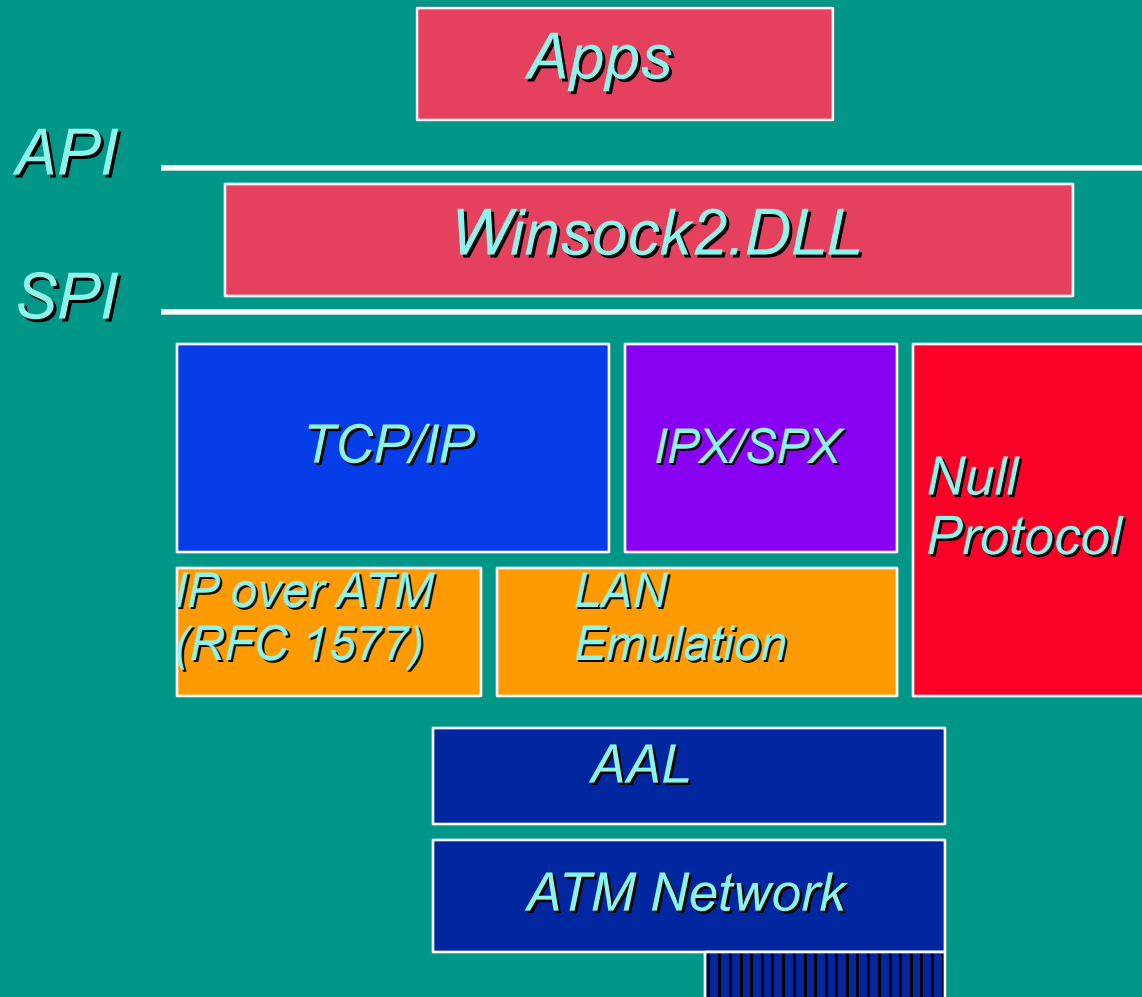 Apps
API
Winsock2.DLL
SPI
TCP/IP
IPX/SPX
Null
Protocol
IP over ATM
(RFC 1577)
LAN
Emulation
AAL
ATM Network